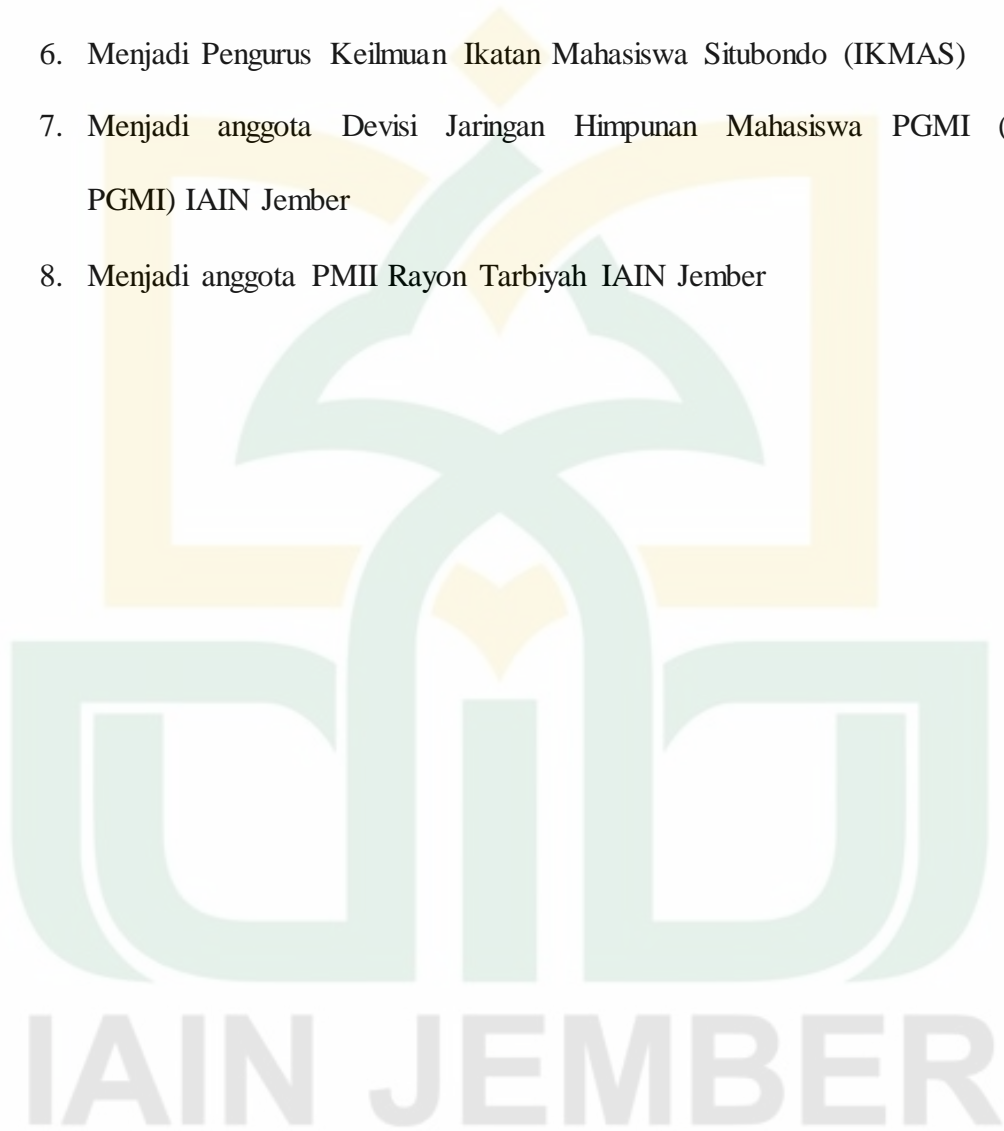 6. Menjadi Pengurus Keilmuan Ikatan Mahasiswa Situbondo (IKMAS)
7. Menjadi anggota Devisi Jaringan Himpunan Mahasiswa PGMI (
PGMI) IAIN Jember
8. Menjadi anggota PMII Rayon Tarbiyah IAIN Jember
IAIN JEMBER